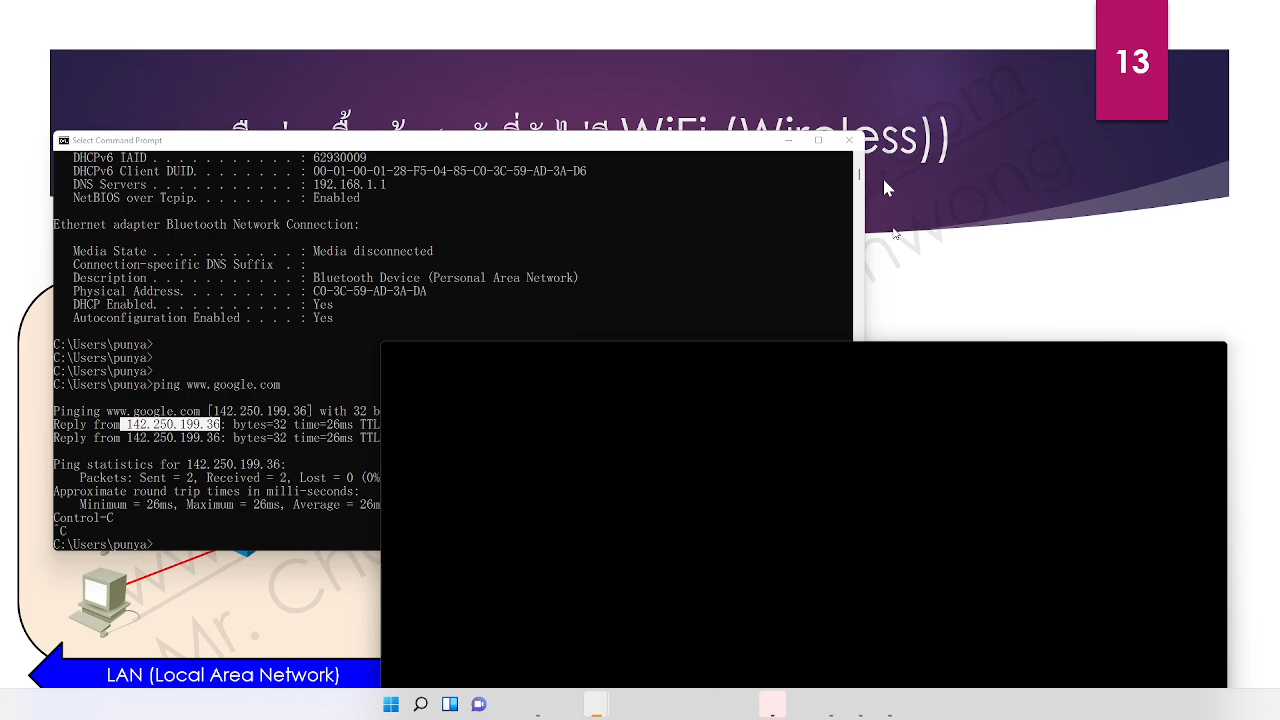 13
WiFi (Wireless))
Select Command Prompt
DHCPv6 IAID . . . . . . . . . . . : 62930009
DHCPv6 Client DUID. . . . . . . . : 00-01-00-01-28-F5-04-85-C0-3C-59-AD-3A-D6
DNS Servers . . . . . . . . . . . : 192.168.1.1
NetBIOS over Tcpip. . . . . . . . : Enabled
Ethernet adapter Bluetooth Network Connection:
Media State . . . . . . . . . . . : Media disconnected
Connection-specific DNS Suffix  . :
Description . . . . . . . . . . . : Bluetooth Device (Personal Area Network)
Physical Address. . . . . . . . . : C0-3C-59-AD-3A-DA
DHCP Enabled. . . . . . . . . . . : Yes
Autoconfiguration Enabled . . . . : Yes
C:\Users\punya>
C:\Users\punya>
C:\Users\punya>
C:\Users\punya>ping www.google.com
Pinging www.google.com [142.250.199.36] with 32 b
Reply from 142.250.199.36: bytes=32 time=26ms TTL
Reply from 142.250.199.36: bytes=32 time=26ms TTL
Ping statistics for 142.250.199.36:
Packets: Sent = 2, Received = 2, Lost = 0 (0%
Approximate round trip times in milli-seconds:
Minimum = 26ms, Maximum = 26ms, Average = 26m
Control-C
^C
C:\Users\punya>
LAN (Local Area Network)